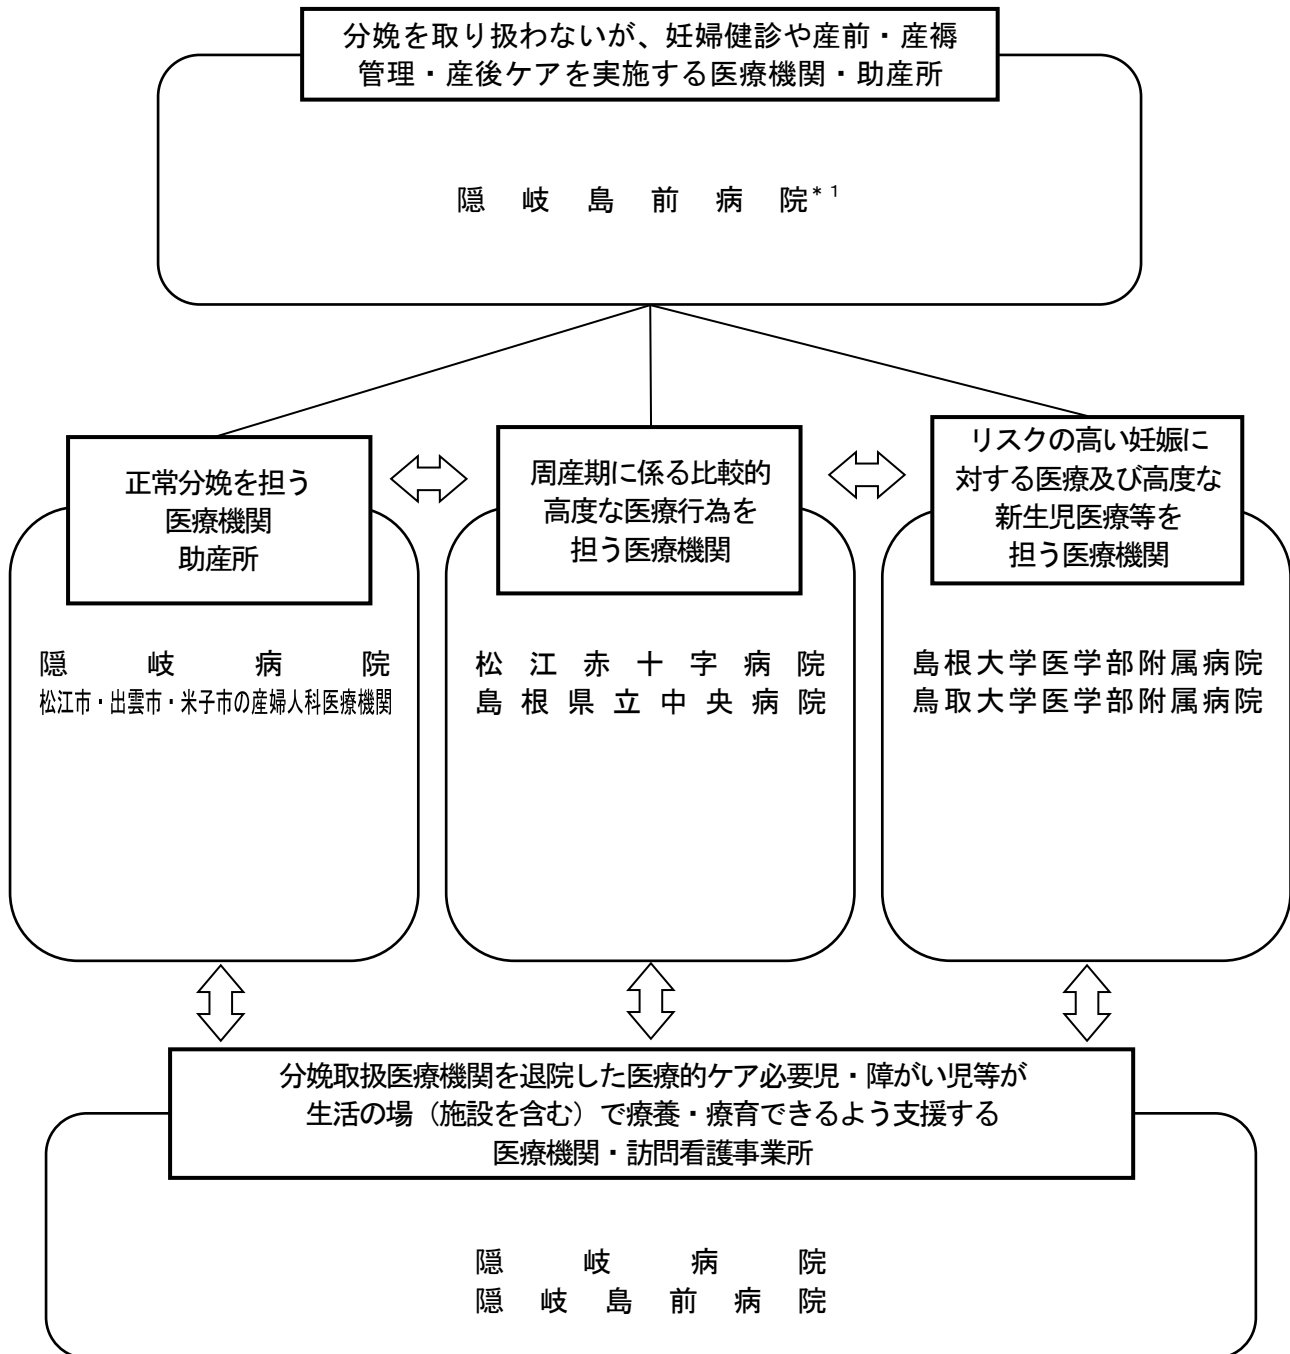 分娩を取り扱わないが、妊婦健診や産前・産褥
管理・産後ケアを実施する医療機関・助産所
隠岐島前病院*1
正常分娩を担う
医療機関
助産所
隠岐病院
松江市・出雲市・米子市の産婦人科医療機関
周産期に係る比較的
高度な医療行為を
担う医療機関
松江赤十字病院
島根県立中央病院
リスクの高い妊娠に
対する医療及び高度な
新生児医療等を
担う医療機関
島根大学医学部附属病院
鳥取大学医学部附属病院
分娩取扱医療機関を退院した医療的ケア必要児・障がい児等が
生活の場（施設を含む）で療養・療育できるよう支援する
医療機関・訪問看護事業所
隠岐病院
隠岐島前病院